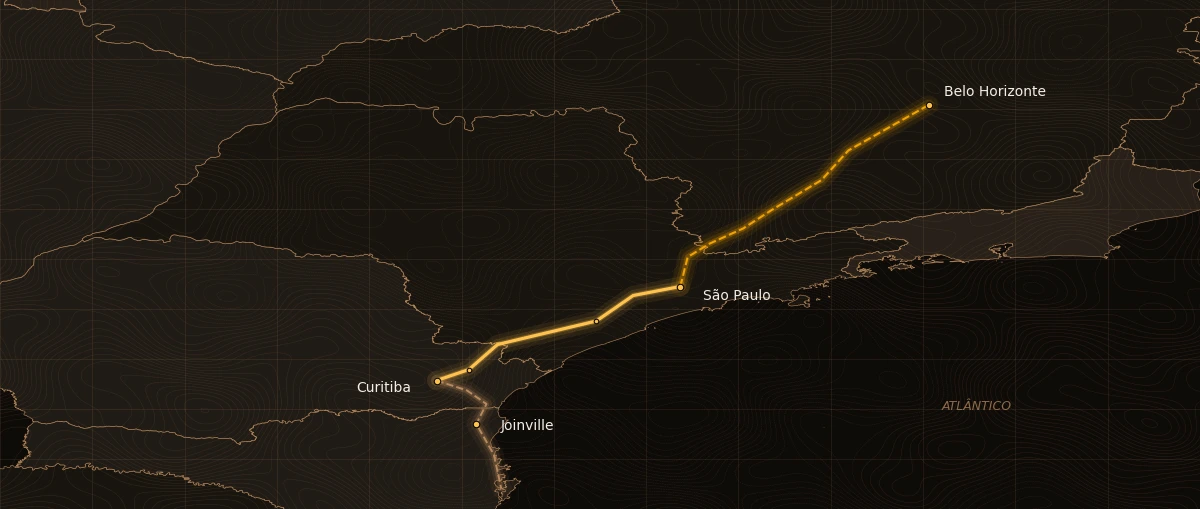 Belo Horizonte
São Paulo
Curitiba
ATLÂNTICO
Joinville